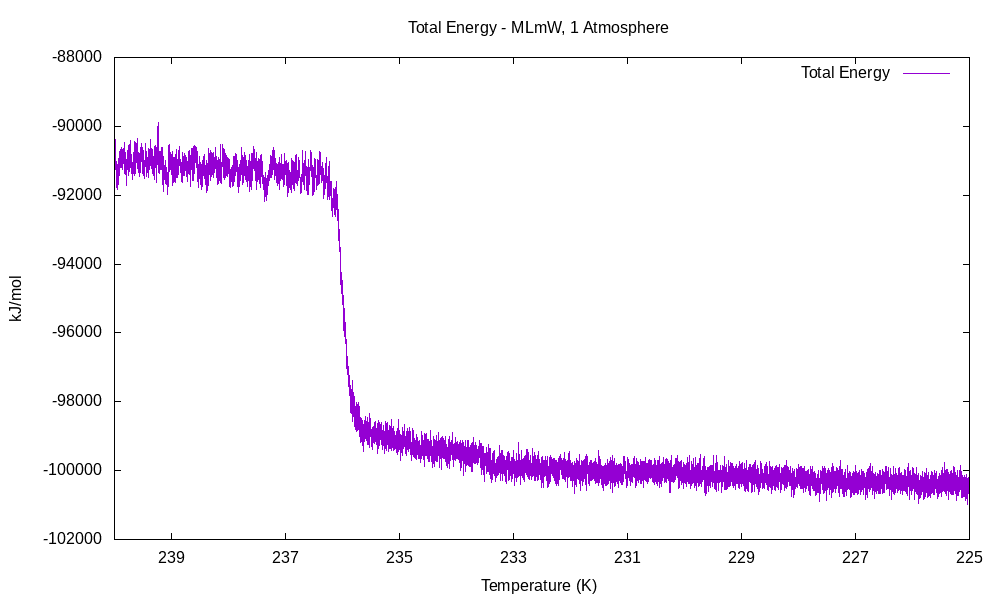 Total Energy - MLmW, 1 Atmosphere
Total Energy
-88000
-90000
-92000
-94000
-96000
-98000
-100000
-102000
kJ/mol
239 237 235 233 231 229 227 225
Temperature (K)